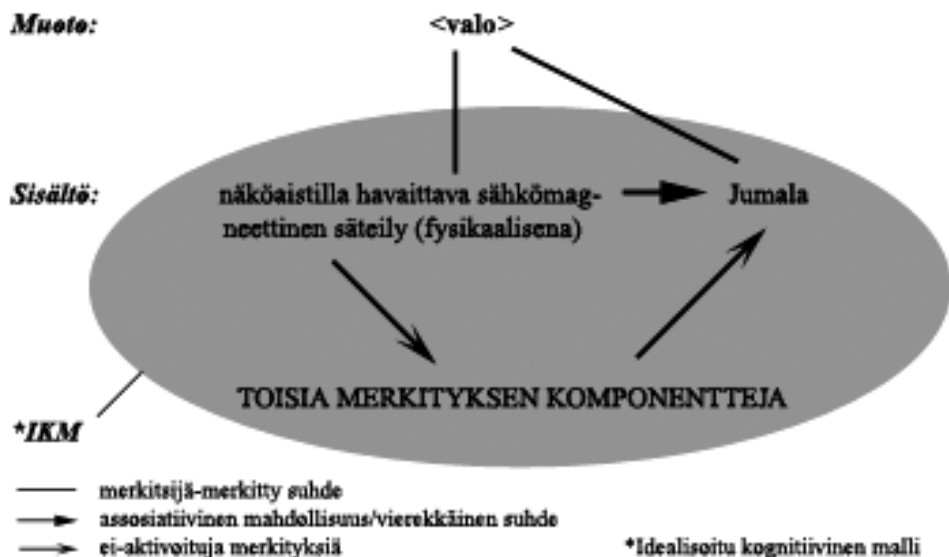 Muoto:
<valo>
Sisältö:
näköaistilla havaittava sähkömag-
neettinen säteily (fysikaalisena)
Jumala
TOISIA MERKITYKSEN KOMPONENTTEJA
*IKM
merkitsijä-merkitty suhde
assosiatiivinen mahdollisuus/vierekkäinen suhde
ei-aktivoituja merkityksiä
*Idealisoitu kognitiivinen malli